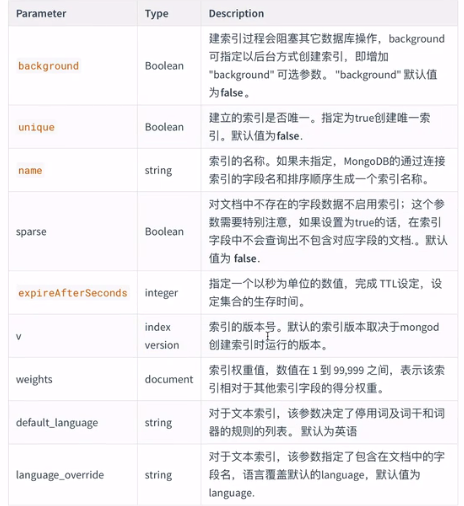 Parameter Type Description
建索引过程会阻塞其它数据库操作，background
可指定以后台方式创建索引，即增加
background Boolean
"background" 可选参数。 "background" 默认值
为false。
建立的索引是否唯一。指定为true创建唯一索
unique Boolean
引。默认值为false.
索引的名称。如果未指定，MongoDB的通过连接
name string
索引的字段名和排序顺序生成一个索引名称。
对文档中不存在的字段数据不启用索引；这个参
数需要特别注意，如果设置为true的话，在索引
sparse Boolean
字段中不会查询出不包含对应字段的文档.。默认
值为 false.
指定一个以秒为单位的数值，完成 TTL设定，设
expireAfterSeconds integer
定集合的生存时间。
index 索引的版本号。默认的索引版本取决于mongod
v
version 创建索引时运行的版本。
索引权重值，数值在 1 到 99,999 之间，表示该索
weights document
引相对于其他索引字段的得分权重。
对于文本索引，该参数决定了停用词及词干和词
default_language string
器的规则的列表。 默认为英语
对于文本索引，该参数指定了包含在文档中的字
language_override string
段名，语言覆盖默认的language，默认值为
language.